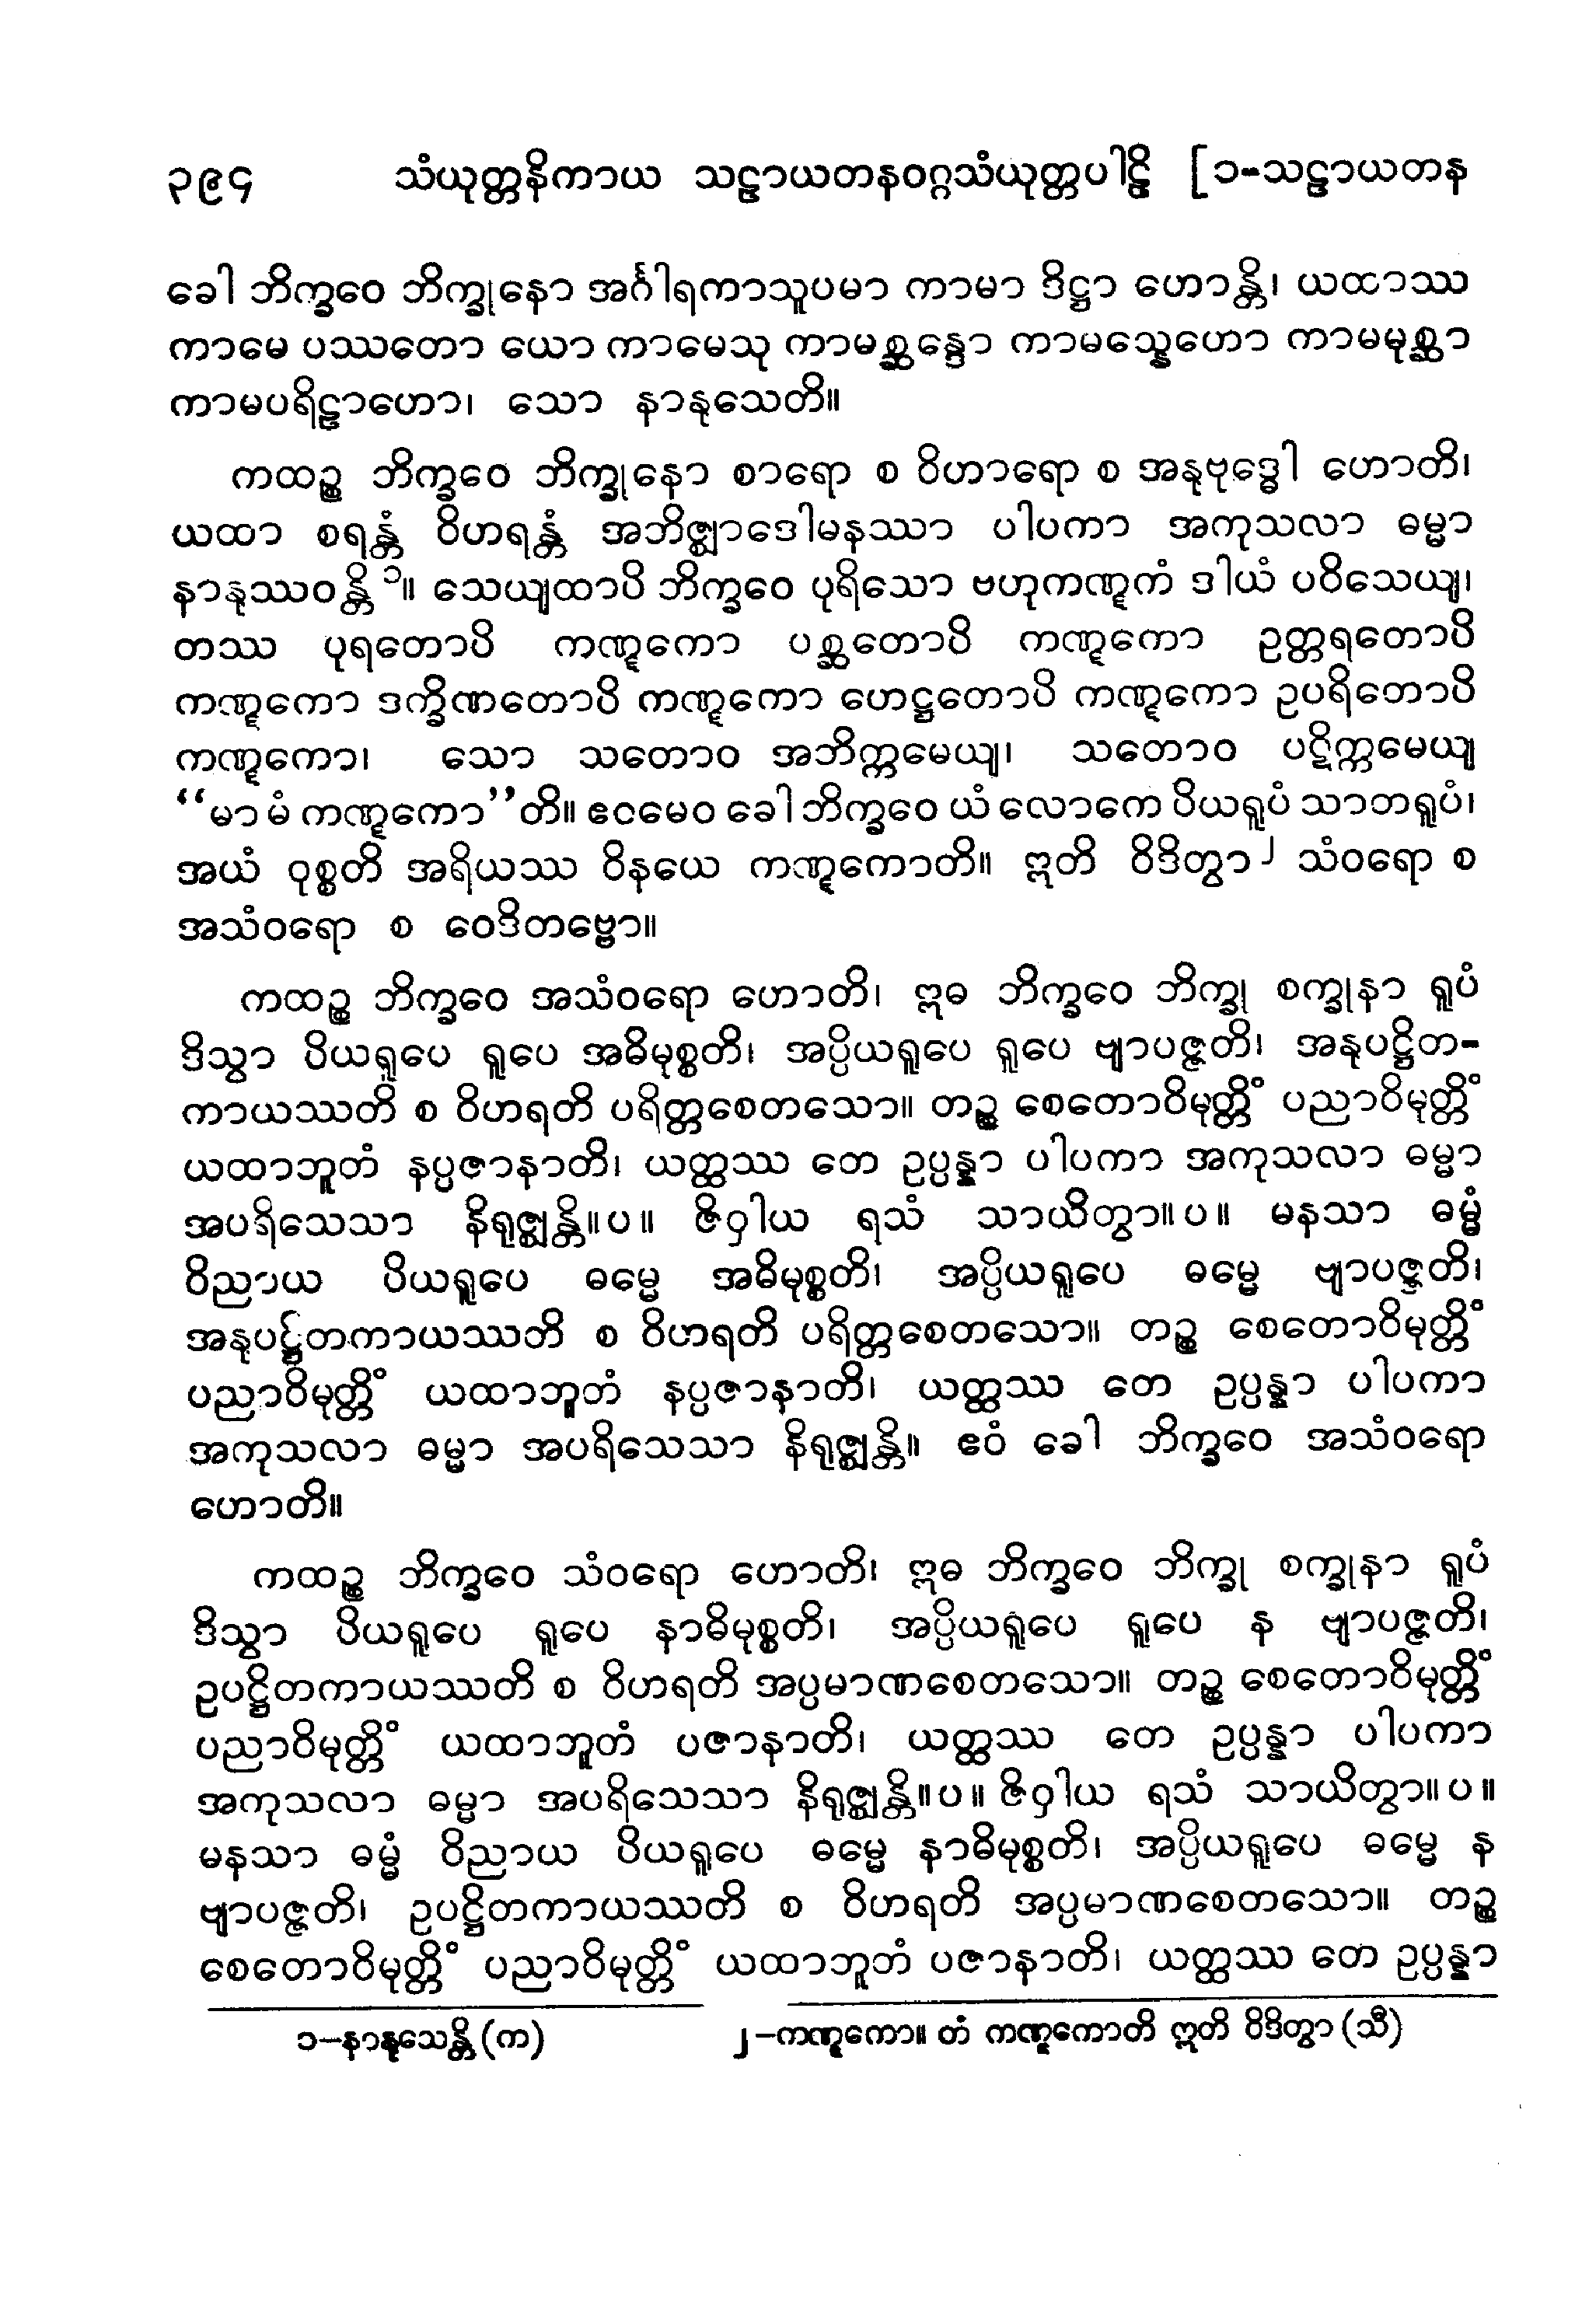 ၃၉၄ သံယုတ္တနိကာယ သဠာယတနဝဂ္ဂသံယုတ္တပါဠိ [၁-သဠာယတန
ခေါ ဘိက္ခဝေ ဘိက္ခုနော အင်္ဂါရကာသူပမာ ကာမာ ဒိဋ္ဌာ ဟောန္တိ၊ ယထာဿ
ကာမေ ပဿတော ယော ကာမေသု ကာမစ္ဆန္ဒော ကာမသ္နေဟော ကာမမုစ္ဆာ
ကာမပရိဠာဟော၊ သော နာနုသေတိ။
ကထဉ္စ ဘိက္ခဝေ ဘိက္ခုနော စာရော စ ဝိဟာရော စ အနုဗုဒ္ဓေါ ဟောတိ၊
ယထာ စရန္တံ ဝိဟရန္တံ အဘိဇ္ဈာဒေါမနဿာ ပါပကာ အကုသလာ ဓမ္မာ
နာနုဿဝန္တိ ၁။ သေယျထာပိ ဘိက္ခဝေ ပုရိသော ဗဟုကဏ္ဋကံ ဒါယံ ပဝိသေယျ၊
တဿ ပုရတောပိ ကဏ္ဋကော ပစ္ဆတောပိ ကဏ္ဋကော ဥတ္တရတောပိ
ကဏ္ဋကော ဒက္ခိဏတောပိ ကဏ္ဋကော ဟေဋ္ဌတောပိ ကဏ္ဋကော ဥပရိတောပိ
ကဏ္ဋကော၊ သော သတောဝ အဘိက္ကမေယျ၊ သတောဝ ပဋိက္ကမေယျ
“မာ မံ ကဏ္ဋကော”တိ။ ဧဝမေဝ ခေါ ဘိက္ခဝေ ယံ လောကေ ပိယရူပံ သာတရူပံ၊
အယံ ဝုစ္စတိ အရိယဿ ဝိနယေ ကဏ္ဋကောတိ။ ဣတိ ဝိဒိတွာ ၂ သံဝရော စ
အသံဝရော စ ဝေဒိတဗ္ဗော။
ကထဉ္စ ဘိက္ခဝေ အသံဝရော ဟောတိ၊ ဣဓ ဘိက္ခဝေ ဘိက္ခု စက္ခုနာ ရူပံ
ဒိသွာ ပိယရူပေ ရူပေ အဓိမုစ္စတိ၊ အပ္ပိယရူပေ ရူပေ ဗျာပဇ္ဇတိ၊ အနုပဋ္ဌိတ-
ကာယဿတိ စ ဝိဟရတိ ပရိတ္တစေတသော။ တဉ္စ စေတောဝိမုတ္တိံ ပညာဝိမုတ္တိံ
ယထာဘူတံ နပ္ပဇာနာတိ၊ ယတ္ထဿ တေ ဥပ္ပန္နာ ပါပကာ အကုသလာ ဓမ္မာ
အပရိသေသာ နိရုဇ္ဈန္တိ။ပ။ ဇိဝှါယ ရသံ သာယိတွာ။ပ။ မနသာ ဓမ္မံ
ဝိညာယ ပိယရူပေ ဓမ္မေ အဓိမုစ္စတိ၊ အပ္ပိယရူပေ ဓမ္မေ ဗျာပဇ္ဇတိ၊
အနုပဋ္ဌိတကာယဿတိ စ ဝိဟရတိ ပရိတ္တစေတသော။ တဉ္စ စေတောဝိမုတ္တိံ
ပညာဝိမုတ္တိံ ယထာဘူတံ နပ္ပဇာနာတိ၊ ယတ္ထဿ တေ ဥပ္ပန္နာ ပါပကာ
အကုသလာ ဓမ္မာ အပရိသေသာ နိရုဇ္ဈန္တိ။ ဧဝံ ခေါ ဘိက္ခဝေ အသံဝရော
ဟောတိ။
ကထဉ္စ ဘိက္ခဝေ သံဝရော ဟောတိ၊ ဣဓ ဘိက္ခဝေ ဘိက္ခု စက္ခုနာ ရူပံ
ဒိသွာ ပိယရူပေ ရူပေ နာဓိမုစ္စတိ၊ အပ္ပိယရူပေ ရူပေ န ဗျာပဇ္ဇတိ၊
ဥပဋ္ဌိတကာယဿတိ စ ဝိဟရတိ အပ္ပမာဏစေတသော။ တဉ္စ စေတောဝိမုတ္တိံ
ပညာဝိမုတ္တိံ ယထာဘူတံ ပဇာနာတိ၊ ယတ္ထဿ တေ ဥပ္ပန္နာ ပါပကာ
အကုသလာ ဓမ္မာ အပရိသေသာ နိရုဇ္ဈန္တိ။ပ။ ဇိဝှါယ ရသံ သာယိတွာ။ပ။
မနသာ ဓမ္မံ ဝိညာယ ပိယရူပေ ဓမ္မေ နာဓိမုစ္စတိ၊ အပ္ပိယရူပေ ဓမ္မေ န
ဗျာပဇ္ဇတိ၊ ဥပဋ္ဌိတကာယဿတိ စ ဝိဟရတိ အပ္ပမာဏစေတသော။ တဉ္စ
စေတောဝိမုတ္တိံ ပညာဝိမုတ္တိံ ယထာဘူတံ ပဇာနာတိ၊ ယတ္ထဿ တေ ဥပ္ပန္နာ
၁-နာနုသေန္တိ (က) ၂-ကဏ္ဋကော။ တံ ကဏ္ဋကောတိ ဣတိ ဝိဒိတွာ (သီ)